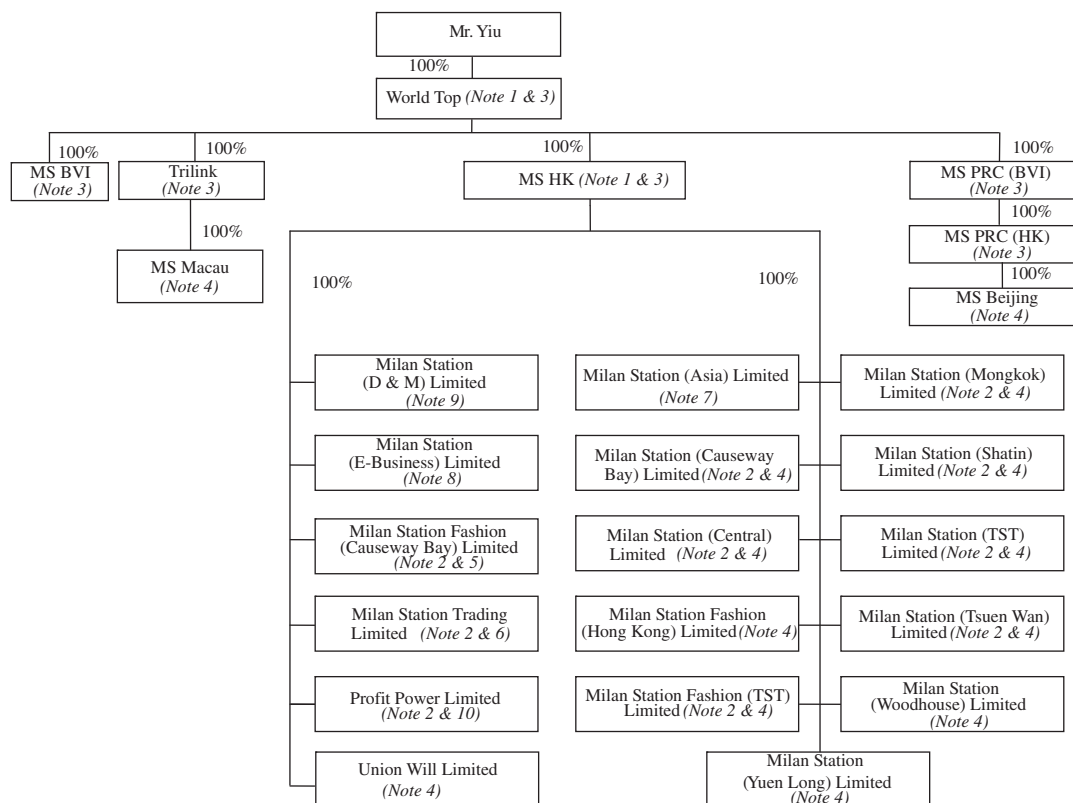 Mr. Yiu
100%
World Top (Note 1 & 3)
100%
100%
100%
100%
MS BVI
(Note 3)
Trilink
(Note 3)
MS HK (Note 1 & 3)
MS PRC (BVI)
(Note 3)
100%
100%
MS Macau
(Note 4)
MS PRC (HK)
(Note 3)
100%
MS Beijing
(Note 4)
100%
100%
Milan Station
(D & M) Limited
(Note 9)
Milan Station (Asia) Limited
(Note 7)
Milan Station (Mongkok)
Limited (Note 2 & 4)
Milan Station
(E-Business) Limited
(Note 8)
Milan Station (Causeway
Bay) Limited (Note 2 & 4)
Milan Station (Shatin)
Limited (Note 2 & 4)
Milan Station Fashion
(Causeway Bay) Limited
(Note 2 & 5)
Milan Station (Central)
Limited (Note 2 & 4)
Milan Station (TST)
Limited (Note 2 & 4)
Milan Station Trading
Limited (Note 2 & 6)
Milan Station Fashion
(Hong Kong) Limited (Note 4)
Milan Station (Tsuen Wan)
Limited (Note 2 & 4)
Profit Power Limited
(Note 2 & 10)
Milan Station Fashion (TST)
Limited (Note 2 & 4)
Milan Station
(Woodhouse) Limited
(Note 4)
Union Will Limited
(Note 4)
Milan Station
(Yuen Long) Limited
(Note 4)